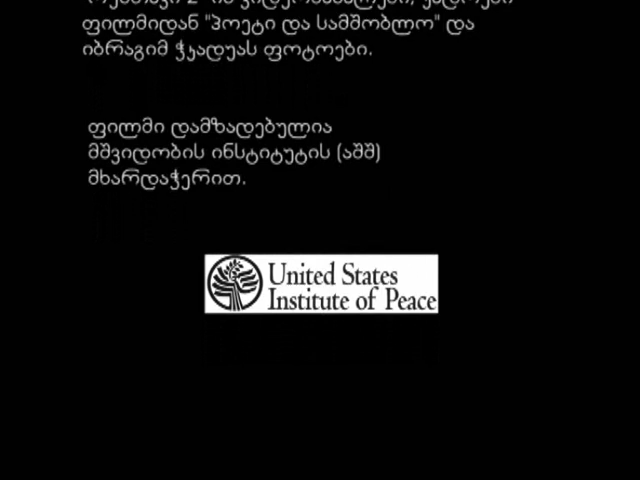 ფილმიდან "პოეტი და სამშობლო" და
იბრაგიმ ჭკადუას ფოტოები.
ფილმი დამზადებულია
მშვიდობის ინსტიტუტის (აშშ)
მხარდაჭერით.
United States
Institute of Peace